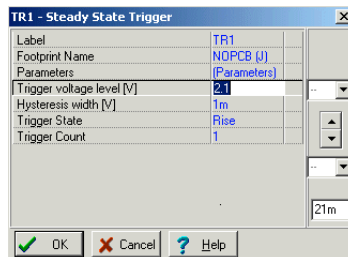 TR1 - Steady State Trigger
Label TR1
Footprint Name NOPCB (J)
Parameters (Parameters)
Trigger voltage level [V] 2.1
Hysteresis width [V] 1m
Trigger State Rise
Trigger Count 1
--
--
21m
OK Cancel ? Help